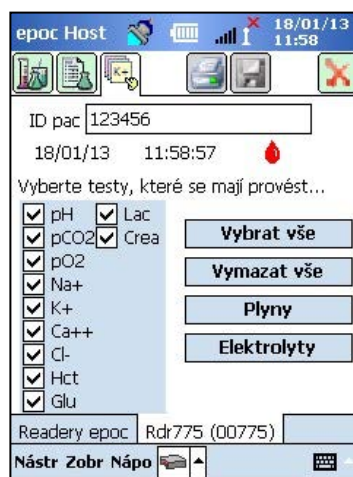 epoc Host 18/01/13
11:58
K+
ID pac 123456
18/01/13 11:58:57
Vyberte testy, které se mají provést...
pH Lac
pCO2 Crea
pO2
Na+
K+
Ca++
Cl-
Hct
Glu
Vybrat vše
Vymazat vše
Plyny
Elektrolyty
Readery epoc Rdr775 (00775)
Nástr Zobr Nápo